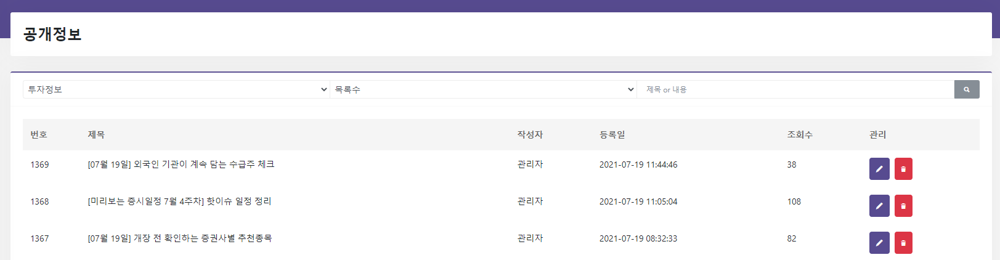 공개정보
투자정보 목록수 제목 or 내용
번호 제목 작성자 등록일 조회수 관리
1369 [07월 19일] 외국인 기관이 계속 담는 수급주 체크 관리자 2021-07-19 11:44:46 38
1368 [미리보는 증시일정 7월 4주차] 핫이슈 일정 정리 관리자 2021-07-19 11:05:04 108
1367 [07월 19일] 개장 전 확인하는 증권사별 추천종목 관리자 2021-07-19 08:32:33 82